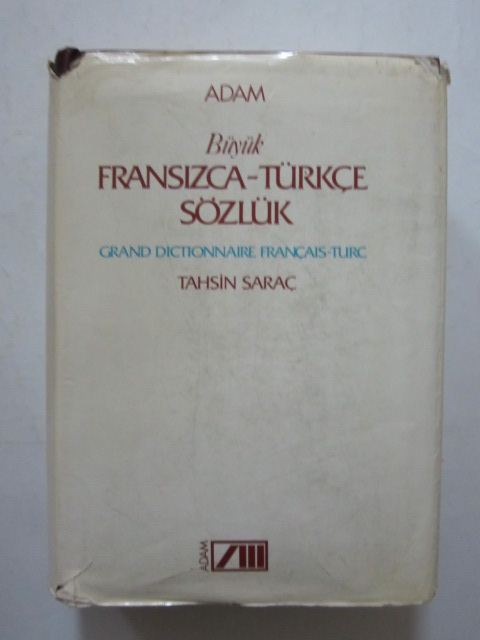 ADAM
Büyük
FRANSIZCA-TÜRKÇE
SÖZLÜK
GRAND DICTIONNAIRE FRANÇAIS-TURC
TAHSİN SARAÇ
ADAM